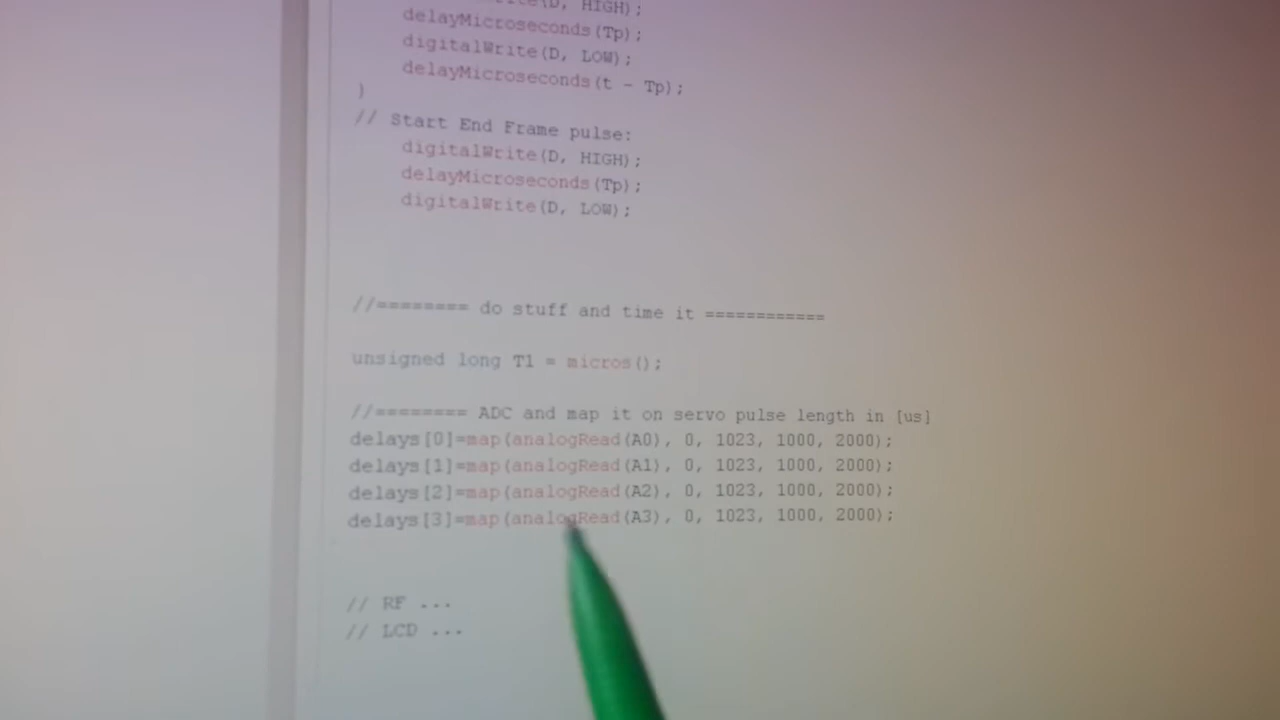 (D, HIGH);
delayMicroseconds(Tp);
digitalWrite(D, LOW);
delayMicroseconds(t - Tp);
}
// Start End Frame pulse:
digitalWrite(D, HIGH);
delayMicroseconds(Tp);
digitalWrite(D, LOW);
//======== do stuff and time it ============
unsigned long T1 = micros();
//======== ADC and map it on servo pulse length in [us]
delays[0]=map(analogRead(A0), 0, 1023, 1000, 2000);
delays[1]=map(analogRead(A1), 0, 1023, 1000, 2000);
delays[2]=map(analogRead(A2), 0, 1023, 1000, 2000);
delays[3]=map(analogRead(A3), 0, 1023, 1000, 2000);
// RF ...
// LCD ...